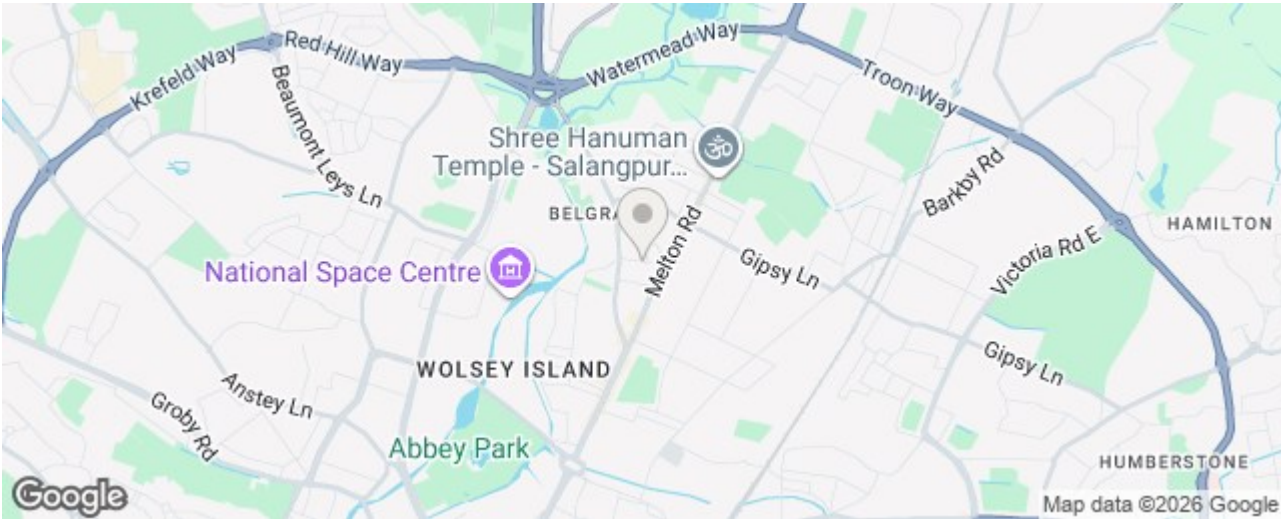 Krefeld Way
Red Hill Way
Watermead Way
Troon Way
Beaumont Leys Ln
Shree Hanuman
Temple - Salangpur...
Barkby Rd
BELGRA
HAMILTON
Melton Rd
Gipsy Ln
Victoria Rd E
National Space Centre
WOLSEY ISLAND
Gipsy Ln
Anstey Ln
Groby Rd
Abbey Park
HUMBERSTONE
Google
Map data ©2026 Google